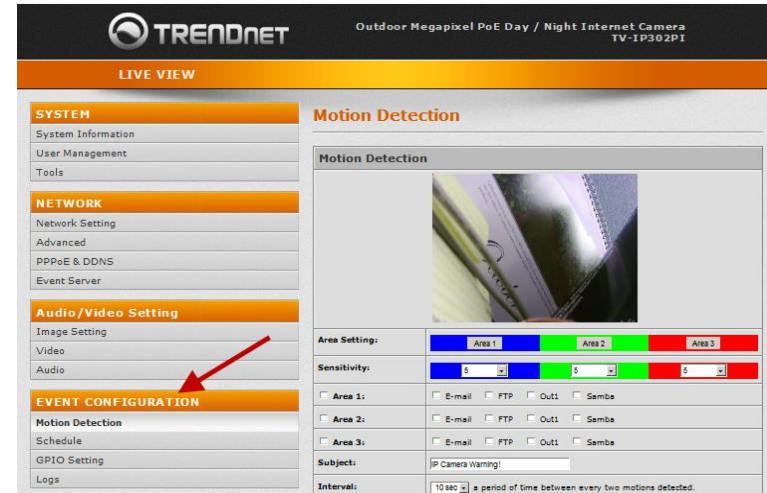 TRENDNET
Outdoor Megapixel PoE Day / Night Internet Camera
TV-IP302PI
LIVE VIEW
SYSTEM
System Information
User Management
Tools
NETWORK
Network Setting
Advanced
PPPoE & DDNS
Event Server
Audio/Video Setting
Image Setting
Video
Audio
EVENT CONFIGURATION
Motion Detection
Schedule
GPIO Setting
Logs
Motion Detection
Motion Detection
Area Setting: Area 1 Area 2 Area 3
Sensitivity: 5 5 5
Area 1: E-mail FTP Out1 Samba
Area 2: E-mail FTP Out1 Samba
Area 3: E-mail FTP Out1 Samba
Subject: IP Camera Warning!
Interval: 10 sec a period of time between every two motions detected.